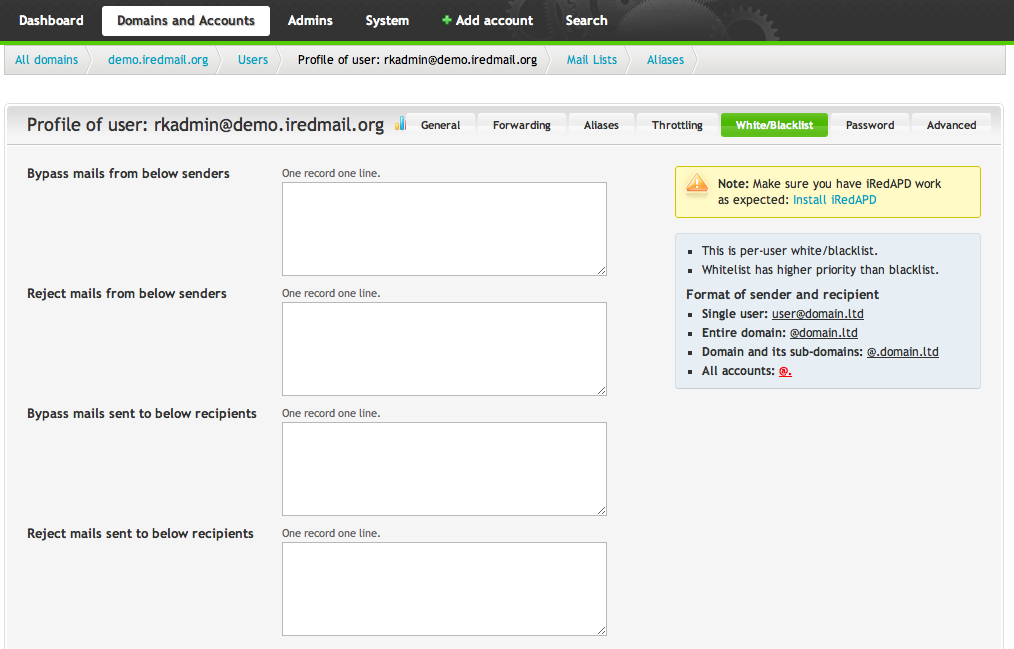 Dashboard Domains and Accounts Admins System Add account Search
All domains demo.iredmail.org Users Profile of user: rkadmin@demo.iredmail.org Mail Lists Aliases
Profile of user: rkadmin@demo.iredmail.org General Forwarding Aliases Throttling White/Blacklist Password Advanced
Bypass mails from below senders
One record one line.
Reject mails from below senders
One record one line.
Bypass mails sent to below recipients
One record one line.
Reject mails sent to below recipients
One record one line.
Note: Make sure you have iRedAPD work
as expected: Install iRedAPD
This is per-user white/blacklist.
Whitelist has higher priority than blacklist.
Format of sender and recipient
Single user: user@domain.ltd
Entire domain: @domain.ltd
Domain and its sub-domains: @.domain.ltd
All accounts: @.